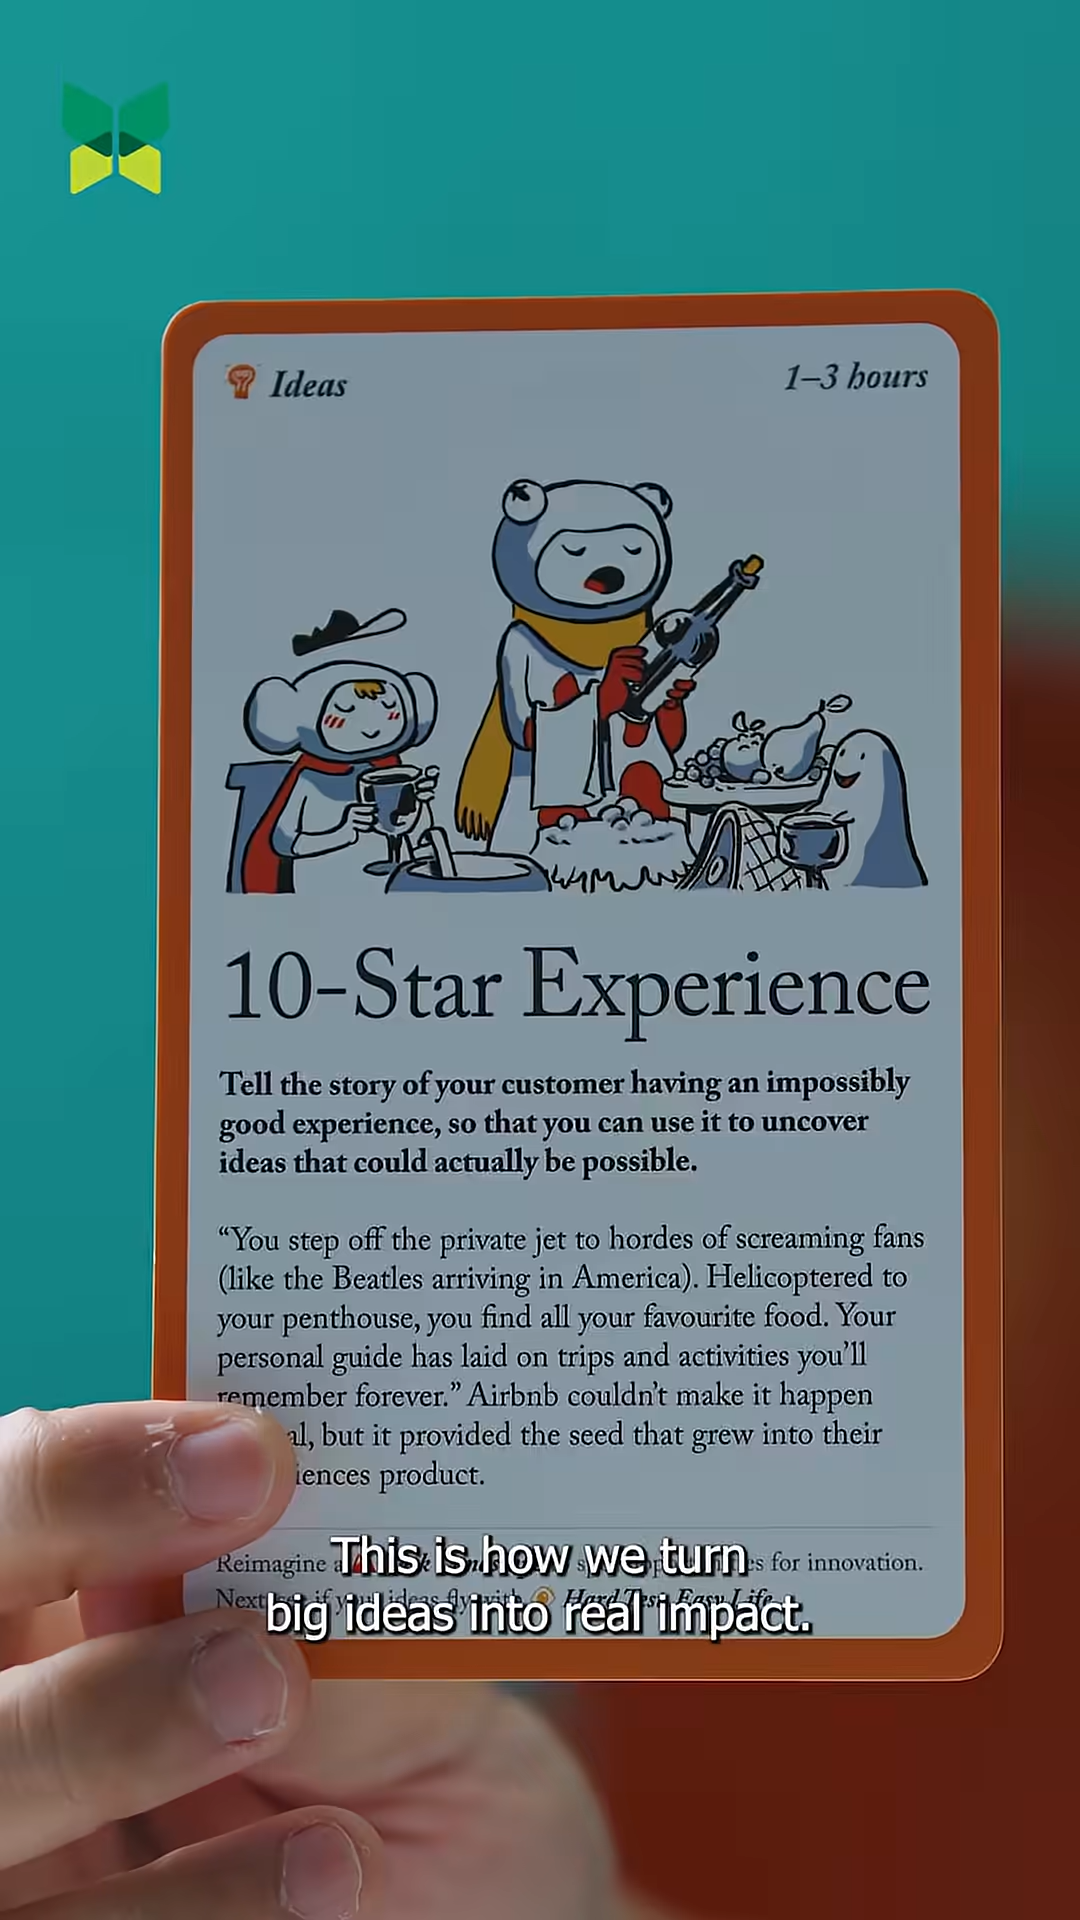 Ideas
1–3 hours
10-Star Experience
Tell the story of your customer having an impossibly
good experience, so that you can use it to uncover
ideas that could actually be possible.
“You step off the private jet to hordes of screaming fans
(like the Beatles arriving in America). Helicoptered to
your penthouse, you find all your favourite food. Your
personal guide has laid on trips and activities you’ll
remember forever.” Airbnb couldn’t make it happen
but it provided the seed that grew into their
product.
Reimagine for innovation.
Hard Test Easy Life
This is how we turn
big ideas into real impact.